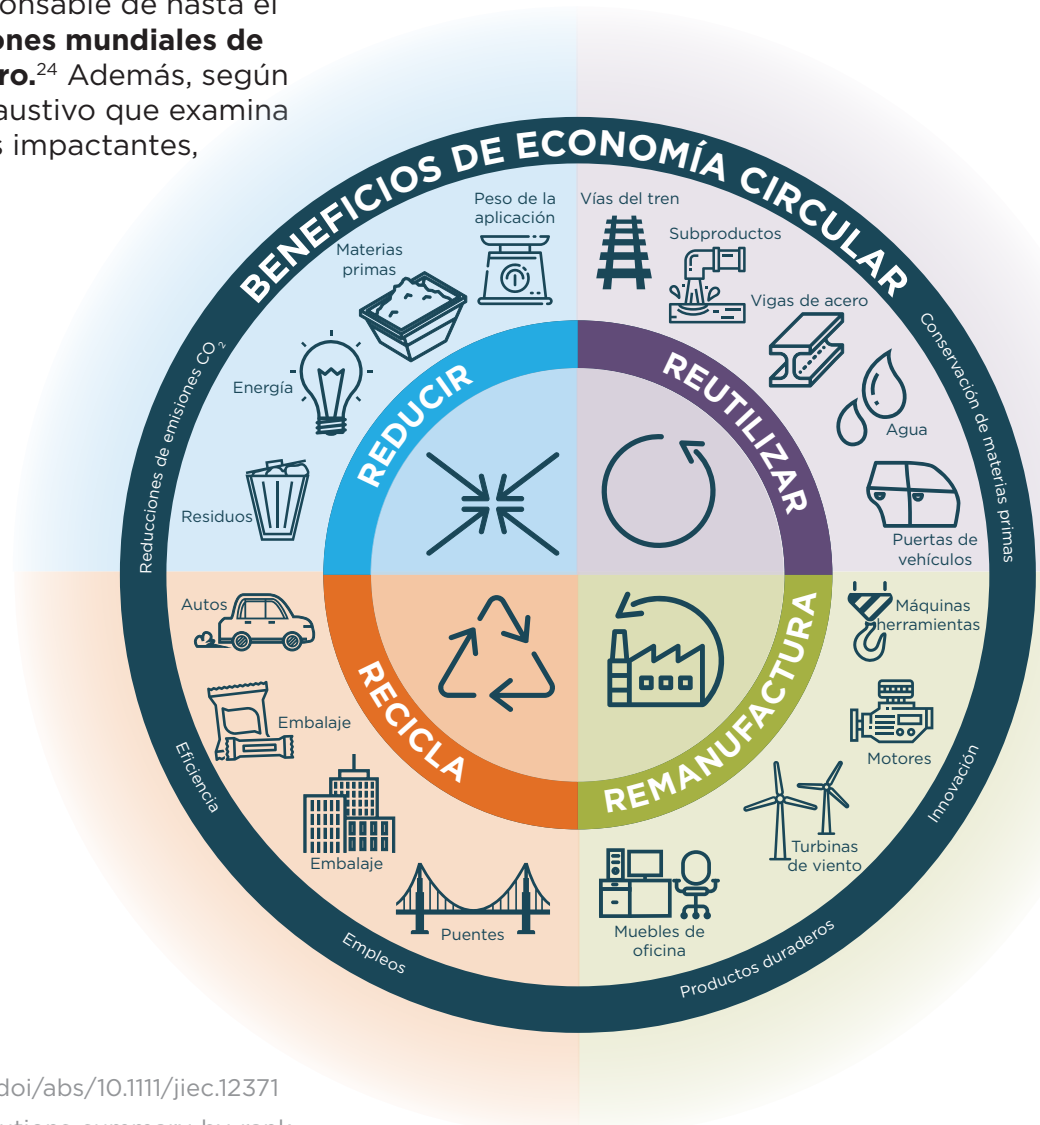 onsable de hasta el
ones mundiales de
ro.24 Además, según
austivo que examina
s impactantes,
BENEFICIOS DE ECONOMÍA CIRCULAR
Peso de la
aplicación
Materias
primas
Energía
Residuos
REDUCIR
Reducciones de emisiones CO2
Vías del tren
Subproductos
Vigas de acero
Agua
Puertas de
vehículos
REUTILIZAR
Conservación de materias primas
Autos
Embalaje
Embalaje
Puentes
RECICLA
Eficiencia
Empleos
Máquinas
herramientas
Motores
Turbinas
de viento
Muebles de
oficina
REMANUFACTURA
Innovación
Productos duraderos
doi/abs/10.1111/jiec.12371